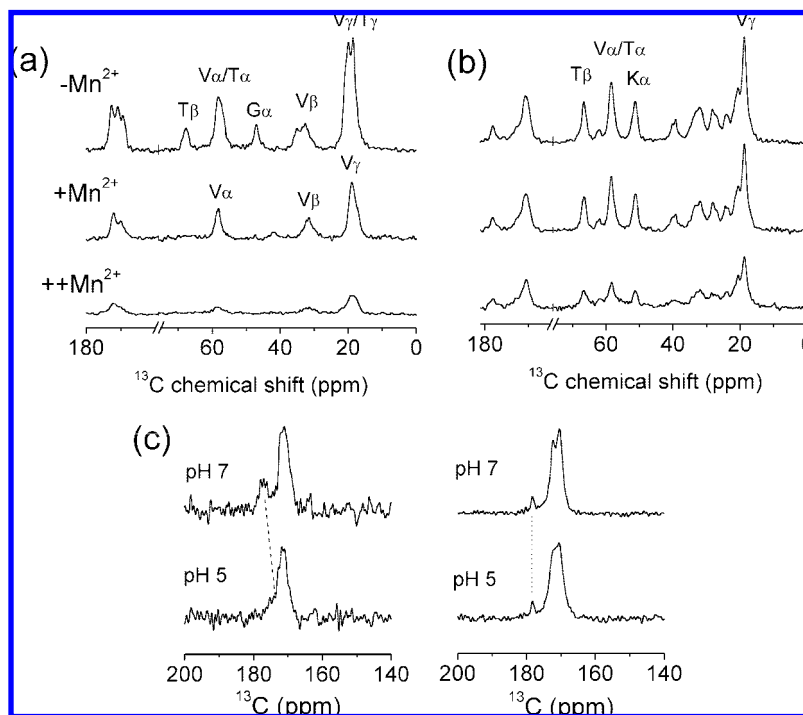 (a)
Vγ/Tγ
-Mn²⁺
Tβ
Vα/Tα
Gα
Vβ
+Mn²⁺
Vα
Vβ
Vγ
++Mn²⁺
180
60
40
20
0
¹³C chemical shift (ppm)
(b)
Vγ
Vα/Tα
Tβ
Kα
180
60
40
20
0
¹³C chemical shift (ppm)
(c)
pH 7
pH 5
200
180
160
140
¹³C (ppm)
pH 7
pH 5
200
180
160
140
¹³C (ppm)